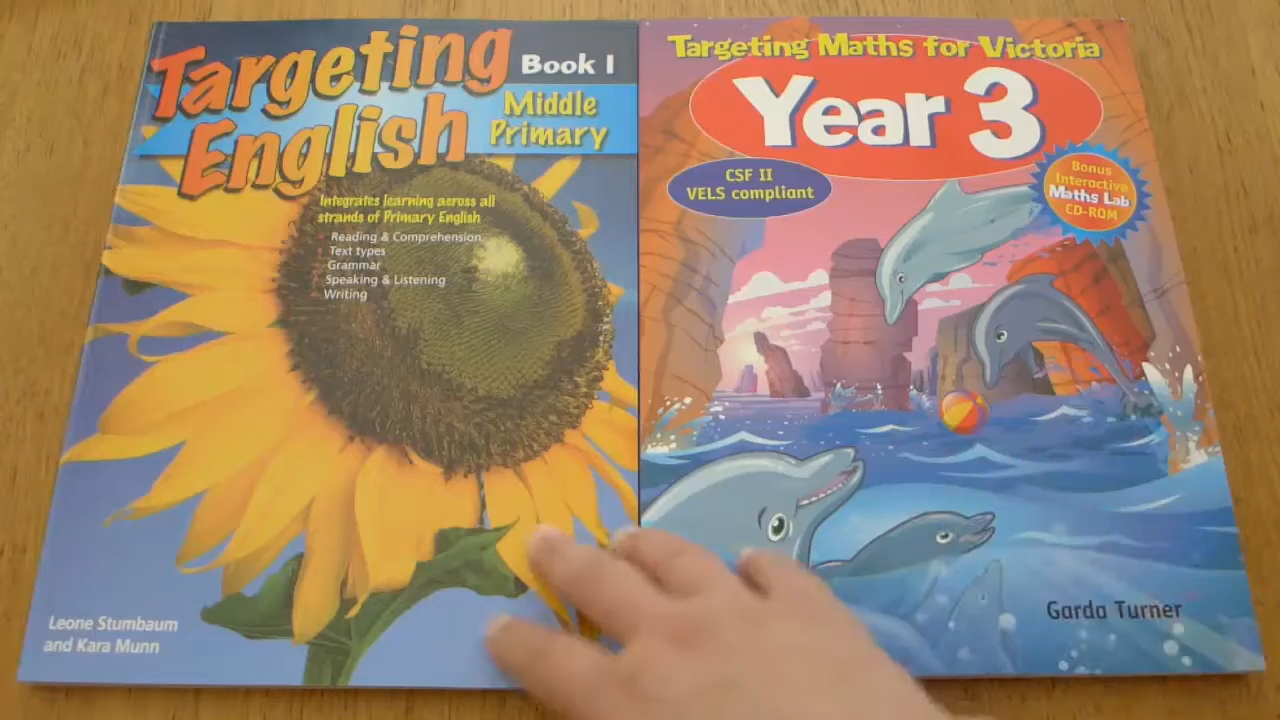 Targeting
English
Book 1
Middle
Primary
Integrates learning across all
strands of Primary English
Reading & Comprehension
Text types
Grammar
Speaking & Listening
Writing
Leone Stumbaum
and Kara Munn
Targeting Maths for Victoria
Year 3
CSF II
VELS compliant
Bonus
Interactive
Maths Lab
CD-ROM
Garda Turner